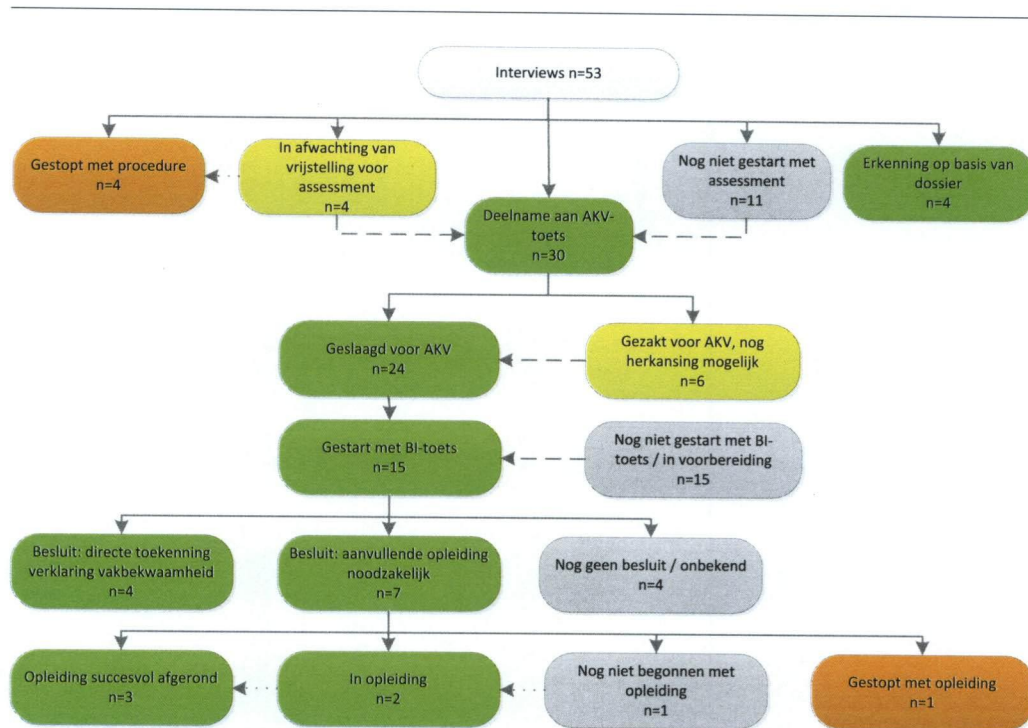 Interviews n=53
Gestopt met procedure
n=4
In afwachting van
vrijstelling voor
assessment
n=4
Nog niet gestart met
assessment
n=11
Erkenning op basis van
dossier
n=4
Deelname aan AKV-
toets
n=30
Geslaagd voor AKV
n=24
Gezakt voor AKV, nog
herkansing mogelijk
n=6
Gestart met BI-toets
n=15
Nog niet gestart met BI-
toets / in voorbereiding
n=15
Besluit: directe toekenning
verklaring vakbekwaamheid
n=4
Besluit: aanvullende opleiding
noodzakelijk
n=7
Nog geen besluit / onbekend
n=4
Opleiding succesvol afgerond
n=3
In opleiding
n=2
Nog niet begonnen met
opleiding
n=1
Gestopt met opleiding
n=1